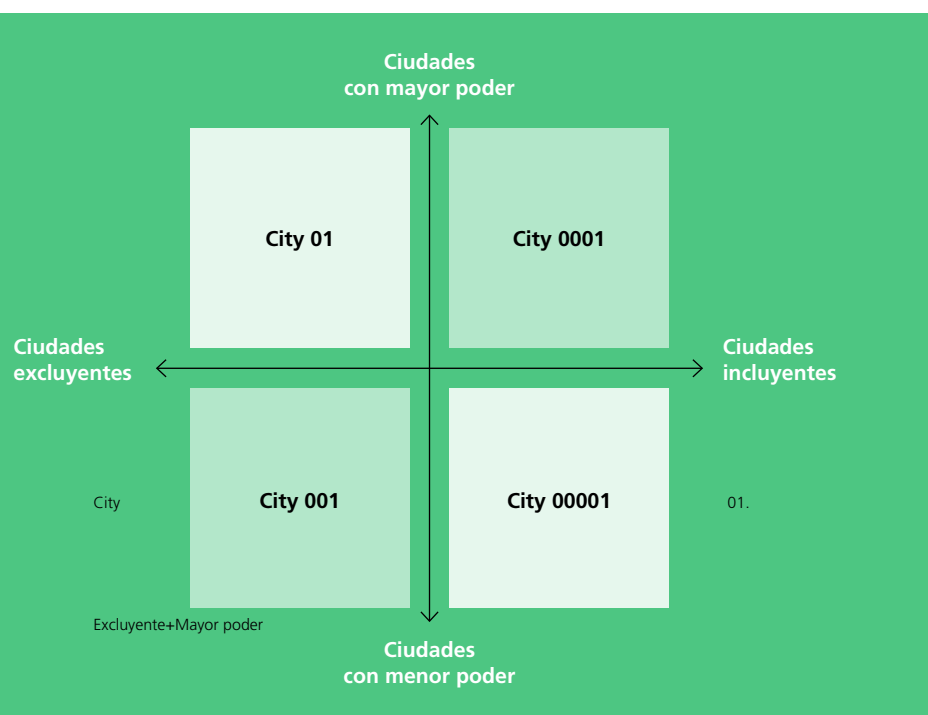 Ciudades
con mayor poder
City 01
City 0001
Ciudades
excluyentes
Ciudades
incluyentes
City 001
City 00001
City
01.
Excluyente+Mayor poder
Ciudades
con menor poder